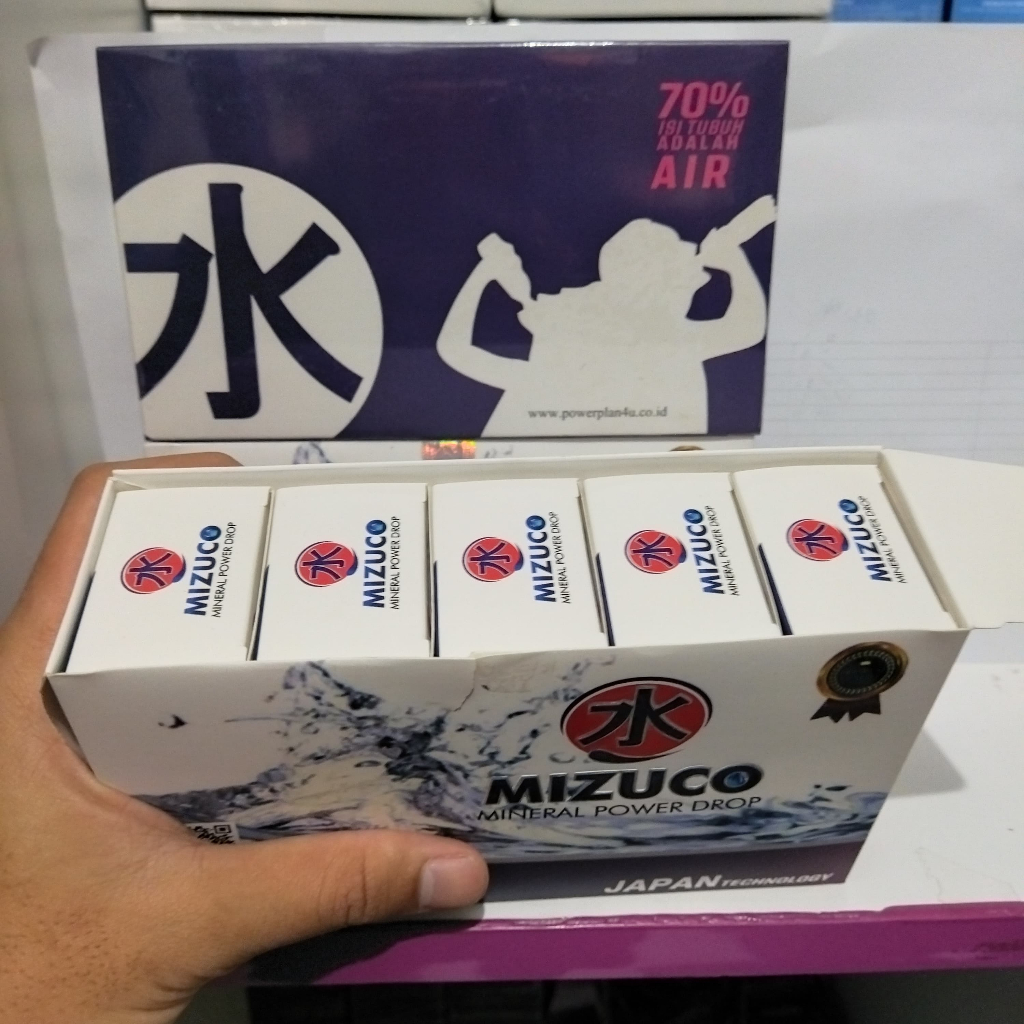 70%
ISI TUBUH
ADALAH
AIR
水
www.powerplan4u.co.id
水
MIZUCO
MINERAL POWER DROP
水
MIZUCO
MINERAL POWER DROP
水
MIZUCO
MINERAL POWER DROP
水
MIZUCO
MINERAL POWER DROP
水
MIZUCO
MINERAL POWER DROP
水
MIZUCO
MINERAL POWER DROP
JAPAN TECHNOLOGY